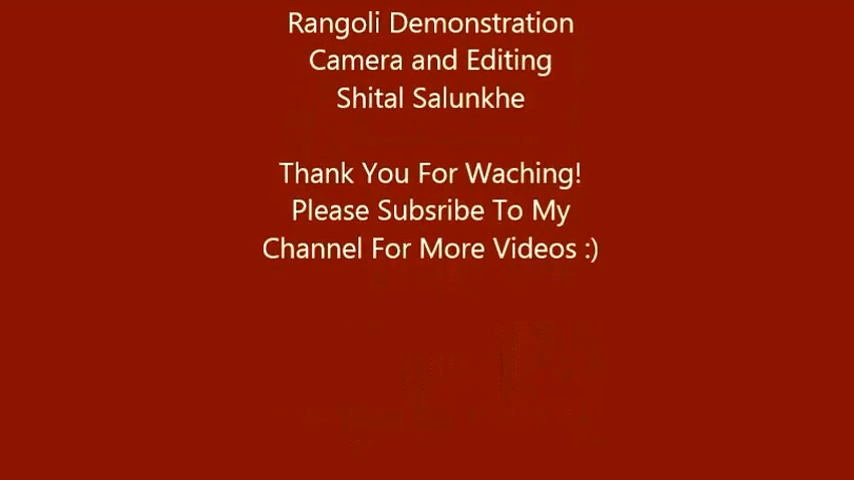 Rangoli Demonstration
Camera and Editing
Shital Salunkhe
Thank You For Waching!
Please Subsribe To My
Channel For More Videos :)